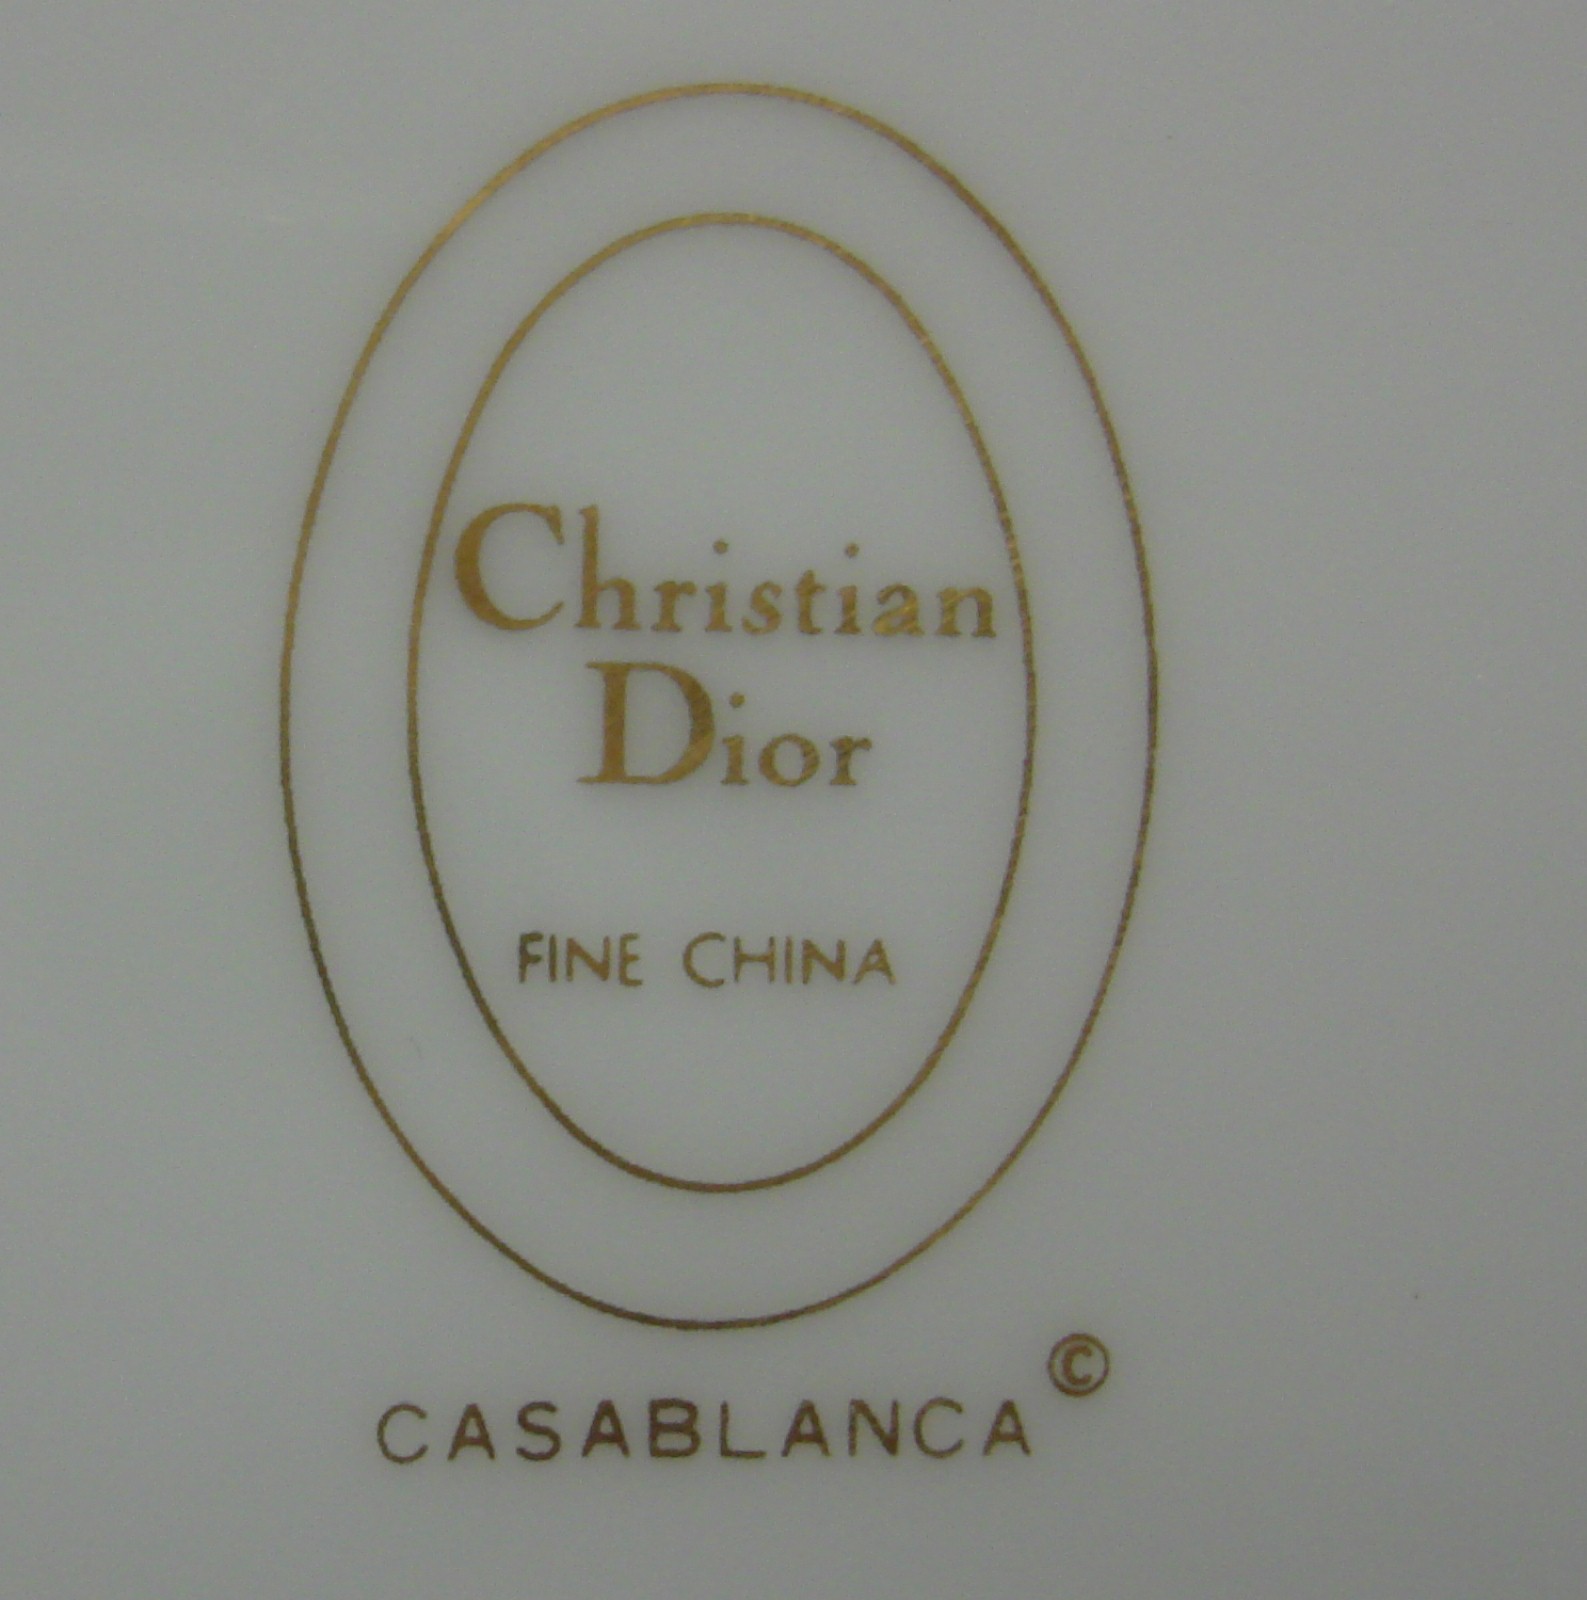 Christian
Dior
FINE CHINA
CASABLANCA©